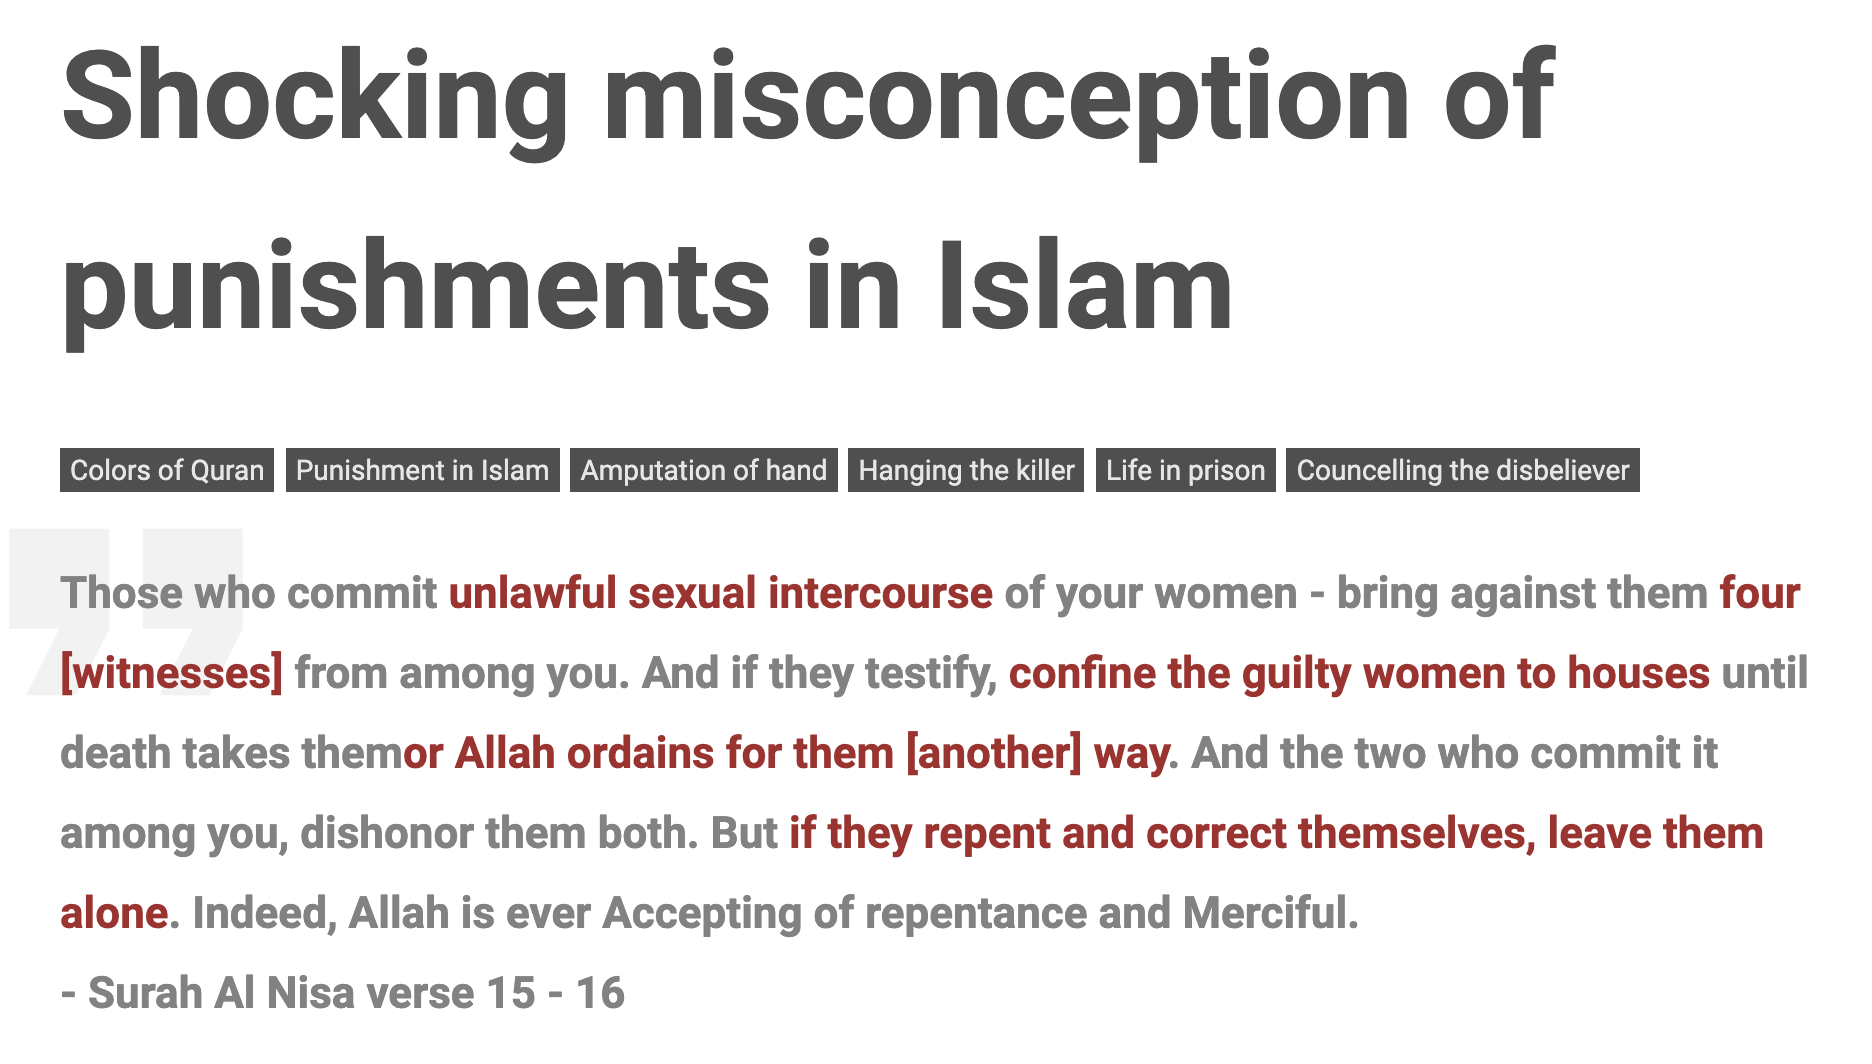 Shocking misconception of
punishments in Islam
Colors of Quran Punishment in Islam Amputation of hand Hanging the killer Life in prison Councelling the disbeliever
Those who commit unlawful sexual intercourse of your women - bring against them four
[witnesses] from among you. And if they testify, confine the guilty women to houses until
death takes themor Allah ordains for them [another] way. And the two who commit it
among you, dishonor them both. But if they repent and correct themselves, leave them
alone. Indeed, Allah is ever Accepting of repentance and Merciful.
- Surah Al Nisa verse 15 - 16